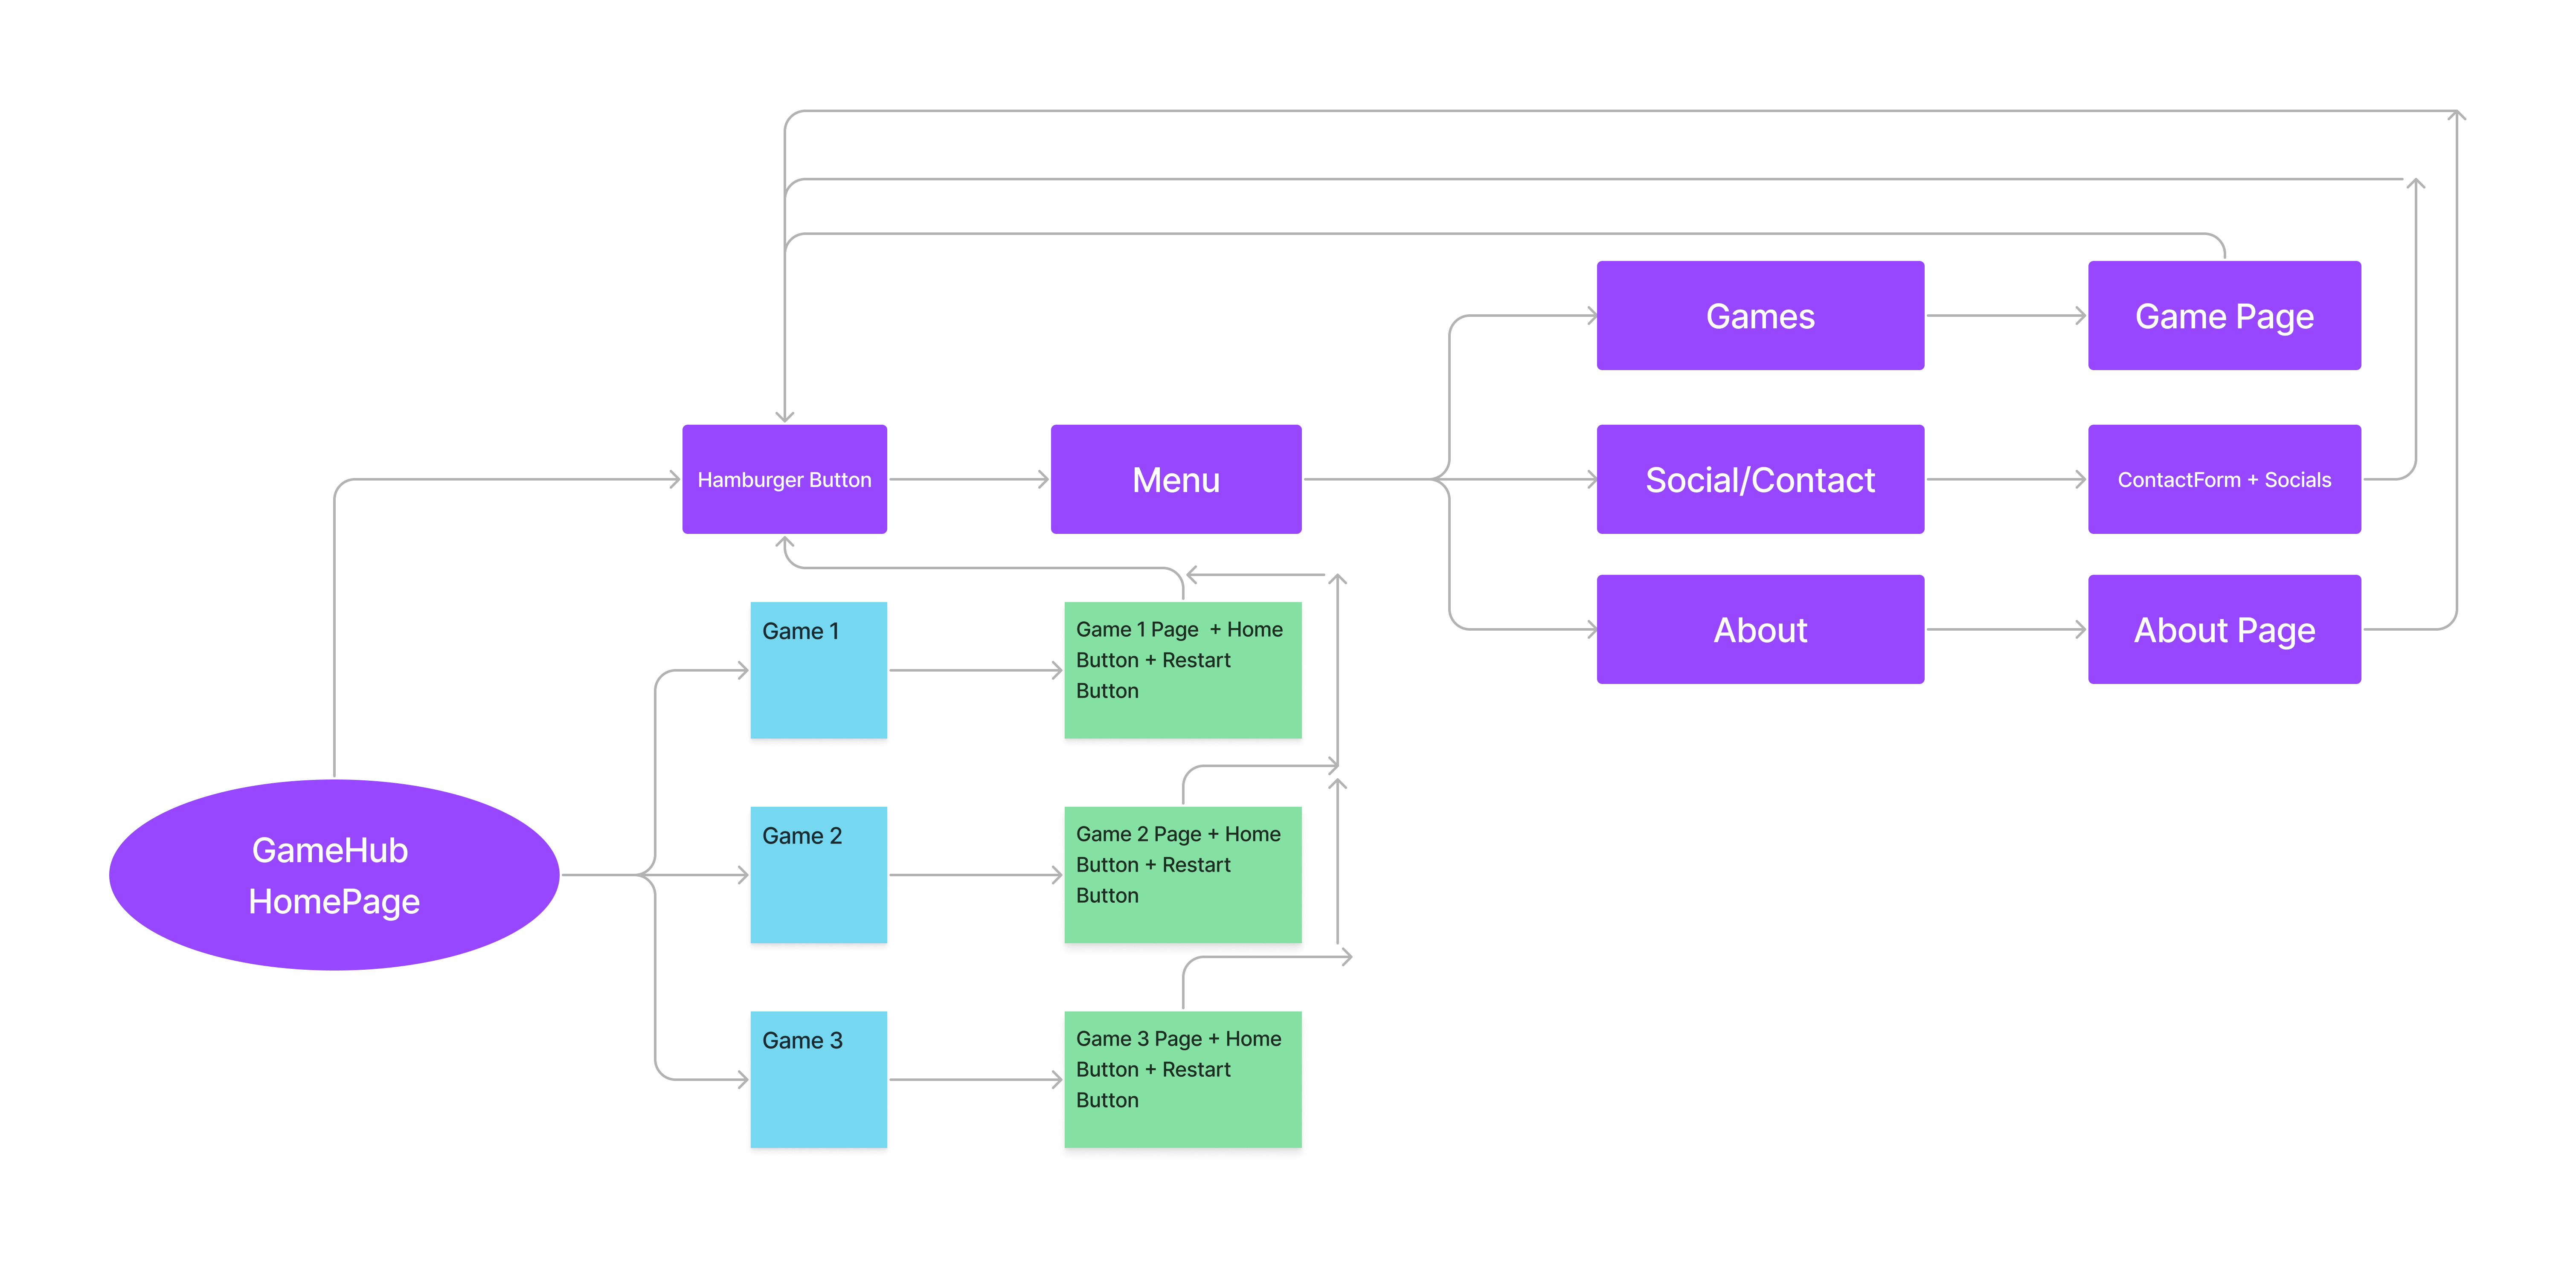 Games
Game Page
Hamburger Button
Menu
Social/Contact
ContactForm + Socials
About
About Page
Game 1
Game 1 Page  + Home
Button + Restart
Button
GameHub
HomePage
Game 2
Game 2 Page + Home
Button + Restart
Button
Game 3
Game 3 Page + Home
Button + Restart
Button